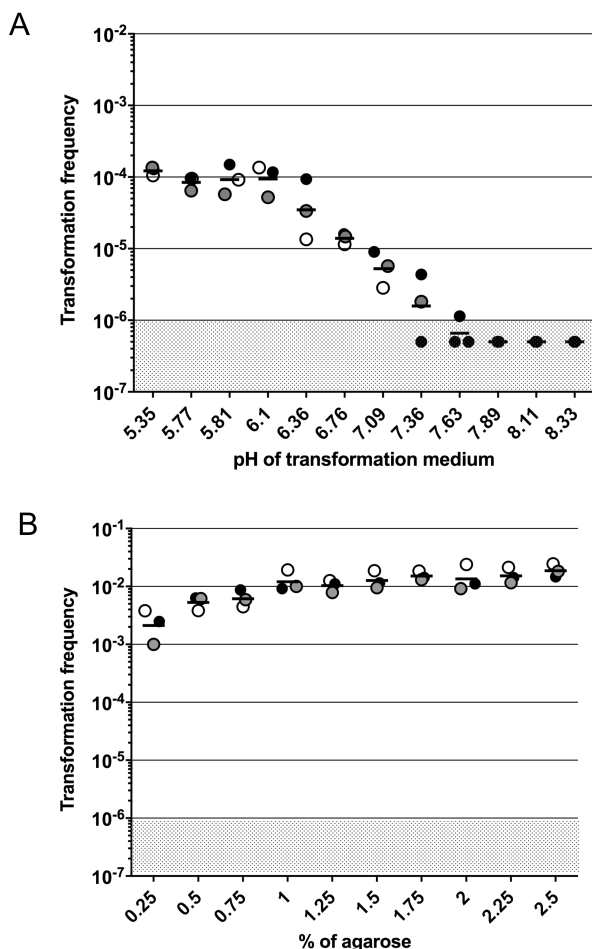 A
10-2
10-3
10-4
10-5
10-6
10-7
Transformation frequency
5.35 5.77 5.81 6.1 6.36 6.76 7.09 7.36 7.63 7.89 8.11 8.33
pH of transformation medium
B
10-1
10-2
10-3
10-4
10-5
10-6
10-7
Transformation frequency
0.25 0.5 0.75 1 1.25 1.5 1.75 2 2.25 2.5
% of agarose